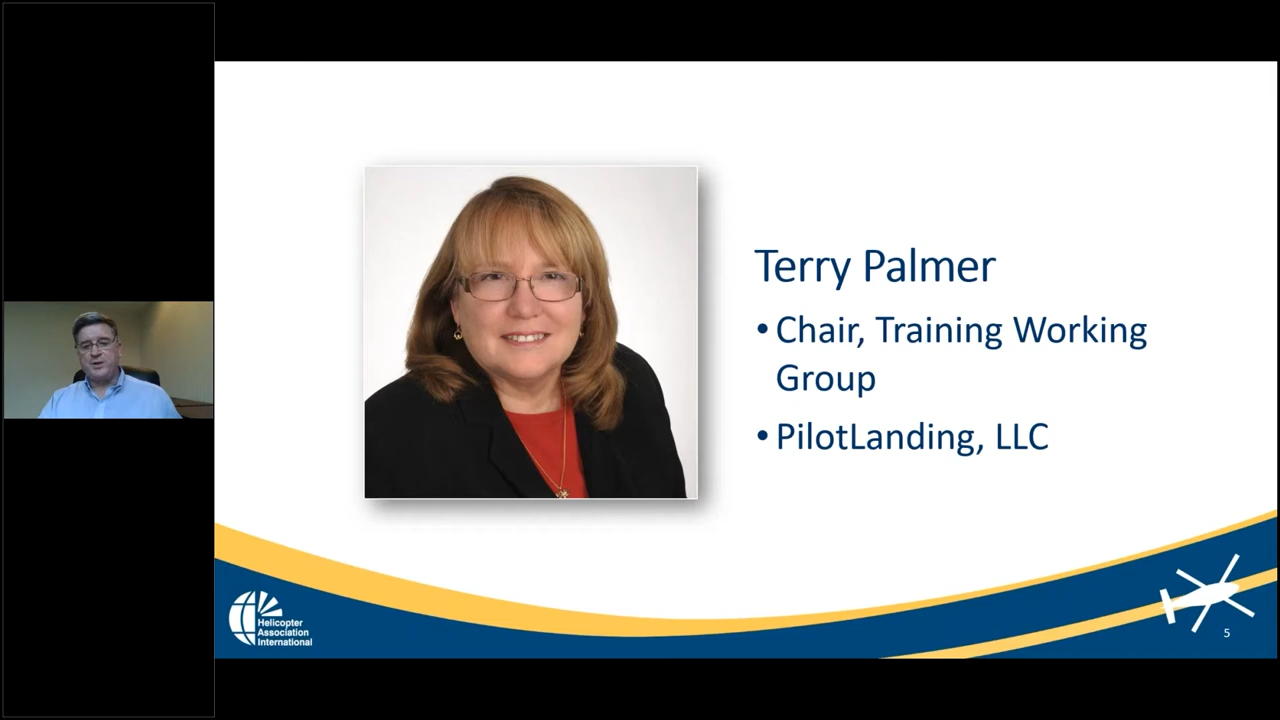 Terry Palmer
• Chair, Training Working
Group
• PilotLanding, LLC
Helicopter
Association
International
5